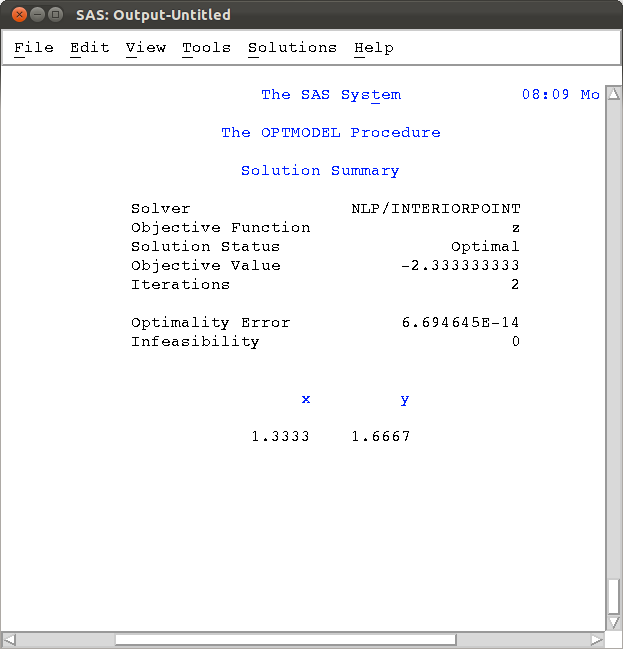 SAS: Output-Untitled
File Edit View Tools Solutions Help
The SAS System 08:09 Mo
The OPTMODEL Procedure
Solution Summary
Solver NLP/INTERIORPOINT
Objective Function z
Solution Status Optimal
Objective Value -2.333333333
Iterations 2
Optimality Error 6.694645E-14
Infeasibility 0
x y
1.3333 1.6667